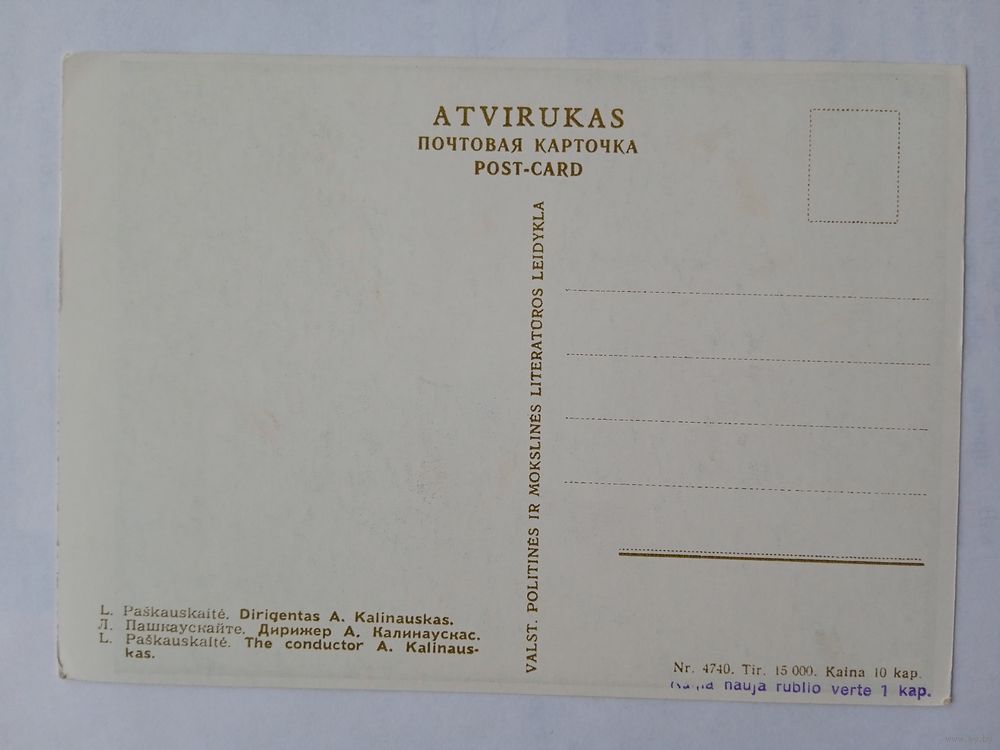 ATVIRUKAS
ПОЧТОВАЯ КАРТОЧКА
POST-CARD
VALST. POLITINĖS IR MOKSLINĖS LITERATŪROS LEIDYKLA
L. Paškauskaitė. Dirigentas A. Kalinauskas.
Л. Пашкаускайте. Дирижер А. Калинаускас.
L. Paškauskaitė. The conductor A. Kalinaus-
kas.
Nr. 4740. Tir. 15 000. Kaina 10 kap.
nauja rublio verte 1 kap.